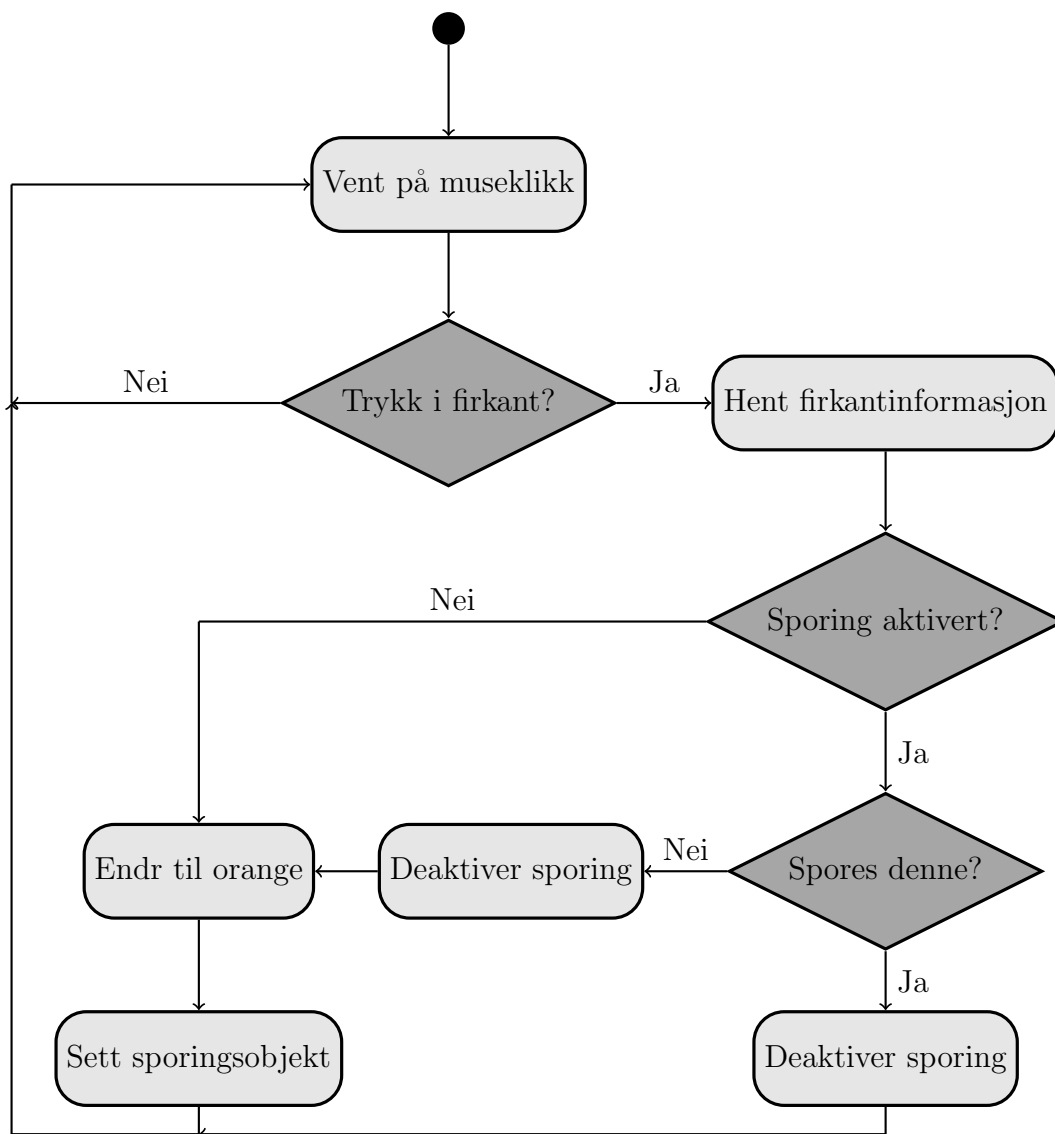 Vent på museklikk
Nei
Trykk i firkant?
Ja
Hent firkantinformasjon
Nei
Sporing aktivert?
Ja
Endr til orange
Deaktiver sporing
Nei
Spores denne?
Ja
Sett sporingsobjekt
Deaktiver sporing